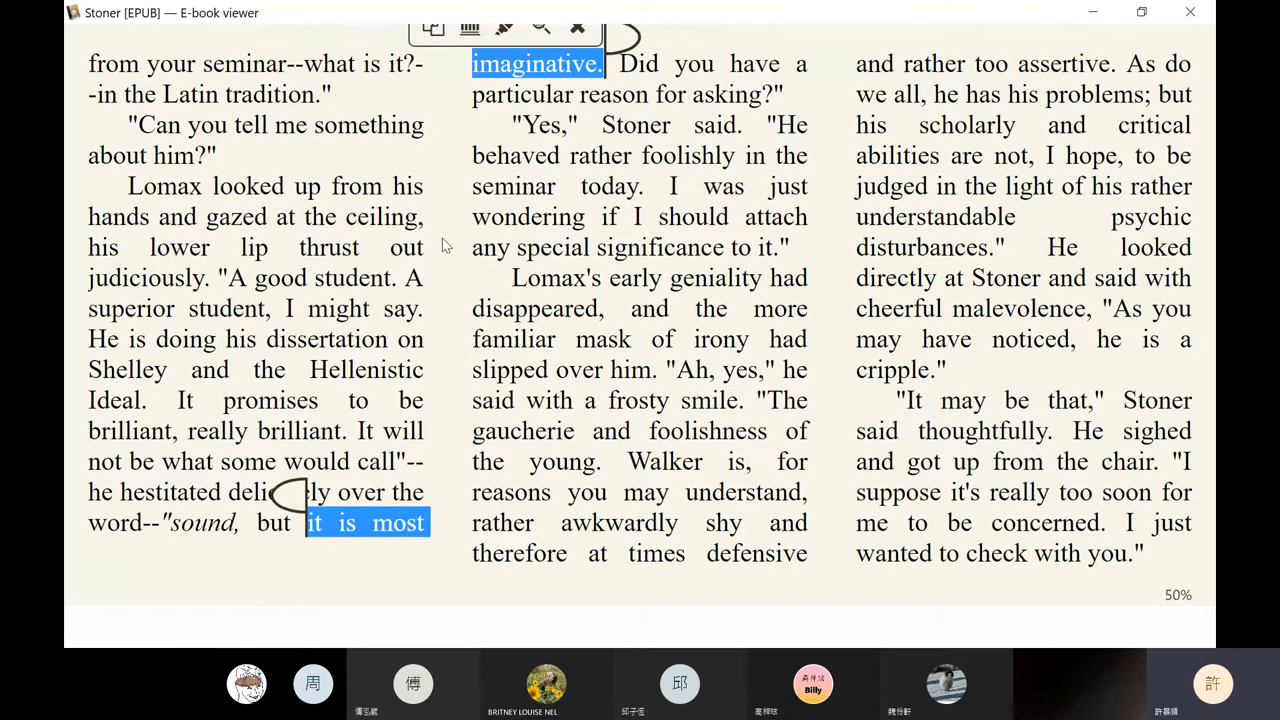 Stoner [EPUB] — E-book viewer
from your seminar--what is it?-
-in the Latin tradition."
"Can you tell me something
about him?"
Lomax looked up from his
hands and gazed at the ceiling,
his lower lip thrust out
judiciously. "A good student. A
superior student, I might say.
He is doing his dissertation on
Shelley and the Hellenistic
Ideal. It promises to be
brilliant, really brilliant. It will
not be what some would call"--
he hestitated ly over the
word--"sound, but it is most
imaginative. Did you have a
particular reason for asking?"
"Yes," Stoner said. "He
behaved rather foolishly in the
seminar today. I was just
wondering if I should attach
any special significance to it."
Lomax's early geniality had
disappeared, and the more
familiar mask of irony had
slipped over him. "Ah, yes," he
said with a frosty smile. "The
gaucherie and foolishness of
the young. Walker is, for
reasons you may understand,
rather awkwardly shy and
therefore at times defensive
and rather too assertive. As do
we all, he has his problems; but
his scholarly and critical
abilities are not, I hope, to be
judged in the light of his rather
understandable psychic
disturbances." He looked
directly at Stoner and said with
cheerful malevolence, "As you
may have noticed, he is a
cripple."
"It may be that," Stoner
said thoughtfully. He sighed
and got up from the chair. "I
suppose it's really too soon for
me to be concerned. I just
wanted to check with you."
50%
周
傅
邱
Billy
許
BRITNEY LOUISE NEL